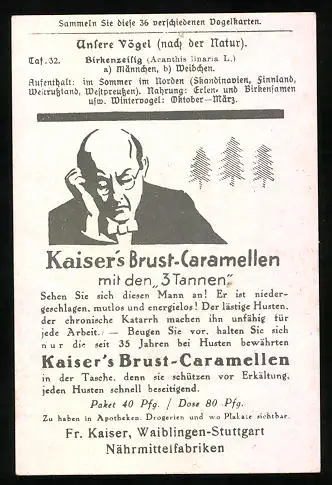 Sammeln Sie diese 36 verschiedenen Vogelkarten.
Unsere Vögel (nach der Natur).
Taf. 32. Birkenzeisig (Acanthis linaria L.)
a) Männchen, b) Weibchen.
Aufenthalt: im Sommer im Norden (Skandinavien, Finnland,
Weißrußland, Westpreußen). Nahrung: Erlen- und Birkensamen
usw. Wintervogel: Oktober—März.
Kaiser's Brust-Caramellen
mit den „3 Tannen"
Sehen Sie sich diesen Mann an! Er ist nieder-
geschlagen, mutlos und energielos! Der lästige Husten,
der chronische Katarrh machen ihn unfähig für
jede Arbeit. — Beugen Sie vor, halten Sie sich
nur die seit 35 Jahren bei Husten bewährten
Kaiser's Brust-Caramellen
in der Tasche, denn sie schützen vor Erkältung,
jeden Husten schnell beseitigend.
Paket 40 Pfg. / Dose 80 Pfg.
Zu haben in Apotheken, Drogerien und wo Plakate sichtbar.
Fr. Kaiser, Waiblingen-Stuttgart
Nährmittelfabriken